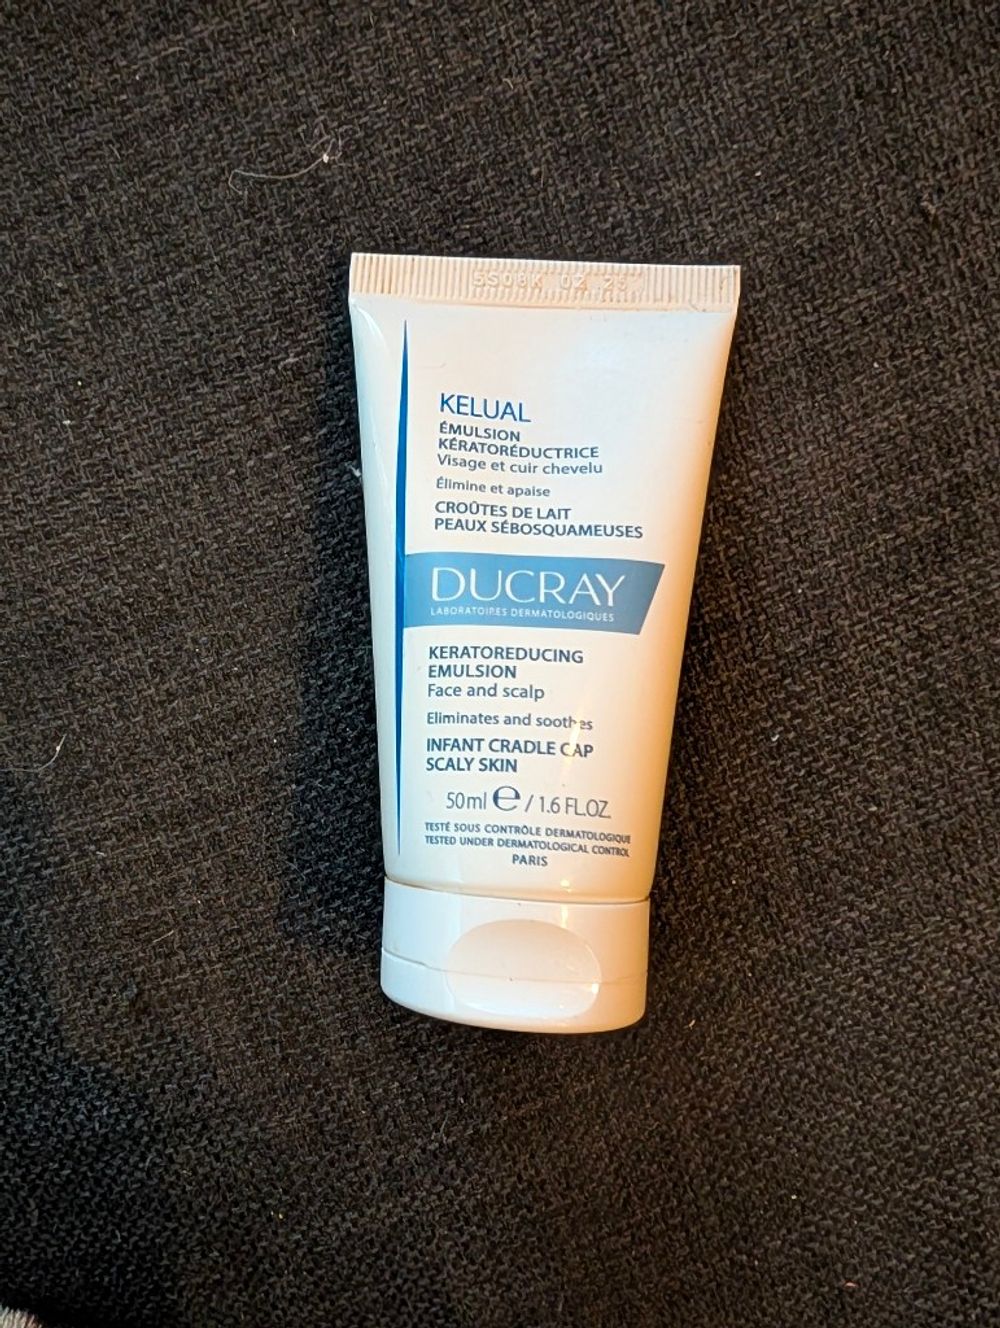 KELUAL
ÉMULSION
KÉRATORÉDUCTRICE
Visage et cuir chevelu
Élimine et apaise
CROÛTES DE LAIT
PEAUX SÉBOSQUAMEUSES
DUCRAY
LABORATOIRES DERMATOLOGIQUES
KERATOREDUCING
EMULSION
Face and scalp
Eliminates and soothes
INFANT CRADLE CAP
SCALY SKIN
50ml e / 1.6 FL.OZ.
TESTÉ SOUS CONTRÔLE DERMATOLOGIQUE
TESTED UNDER DERMATOLOGICAL CONTROL
PARIS